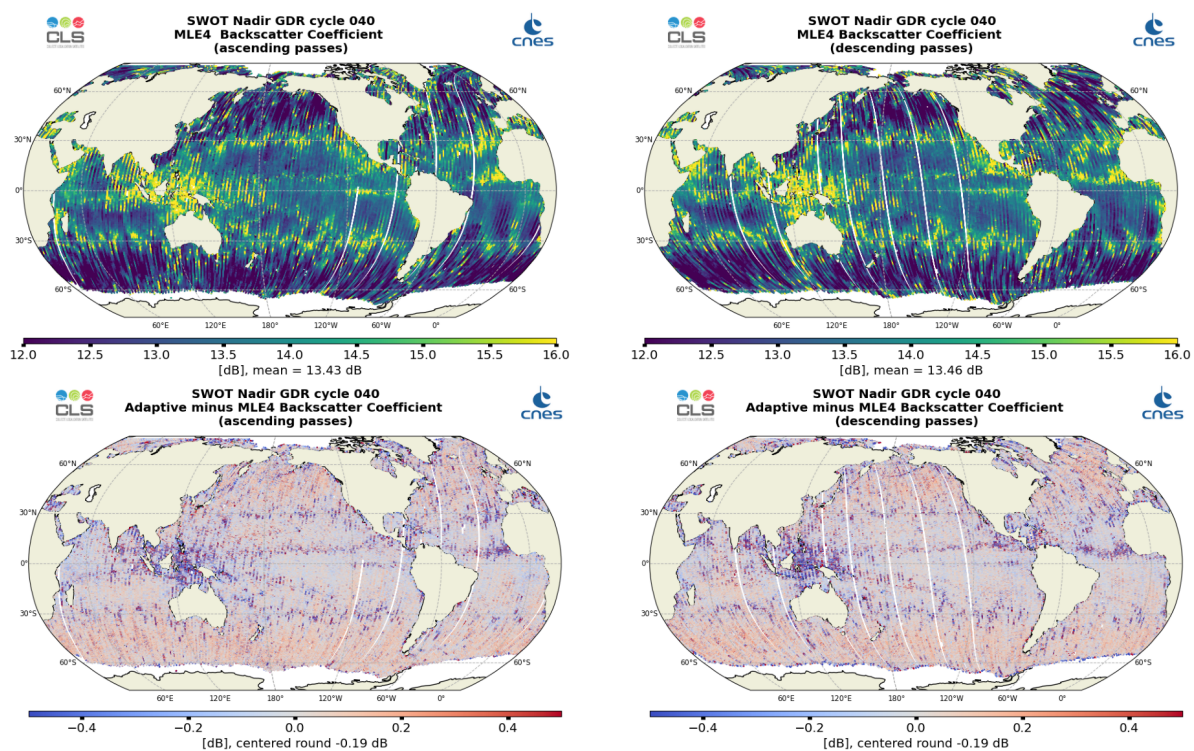 CLS
SWOT Nadir GDR cycle 040
MLE4 Backscatter Coefficient
(ascending passes)
cnes
60°N
60°N
30°N
0°
30°S
60°S
60°S
60°E
120°E
180°
120°W
60°W
0°
12.0
12.5
13.0
13.5
14.0
14.5
15.0
15.5
16.0
[dB], mean = 13.43 dB
CLS
SWOT Nadir GDR cycle 040
MLE4 Backscatter Coefficient
(descending passes)
cnes
60°N
60°N
30°N
0°
30°S
60°S
60°S
60°E
120°E
180°
120°W
60°W
0°
12.0
12.5
13.0
13.5
14.0
14.5
15.0
15.5
16.0
[dB], mean = 13.46 dB
CLS
SWOT Nadir GDR cycle 040
Adaptive minus MLE4 Backscatter Coefficient
(ascending passes)
cnes
60°N
60°N
30°N
0°
30°S
60°S
60°S
60°E
120°E
180°
120°W
60°W
0°
−0.4
−0.2
0.0
0.2
0.4
[dB], centered round -0.19 dB
CLS
SWOT Nadir GDR cycle 040
Adaptive minus MLE4 Backscatter Coefficient
(descending passes)
cnes
60°N
60°N
30°N
0°
30°S
60°S
60°S
60°E
120°E
180°
120°W
60°W
0°
−0.4
−0.2
0.0
0.2
0.4
[dB], centered round -0.19 dB